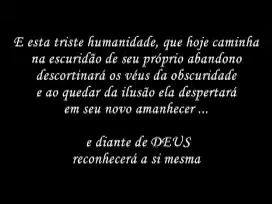 E esta triste humanidade, que hoje caminha
na escuridão de seu próprio abandono
descortinará os véus da obscuridade
e ao quedar da ilusão ela despertará
em seu novo amanhecer ...
e diante de DEUS
reconhecerá a si mesma